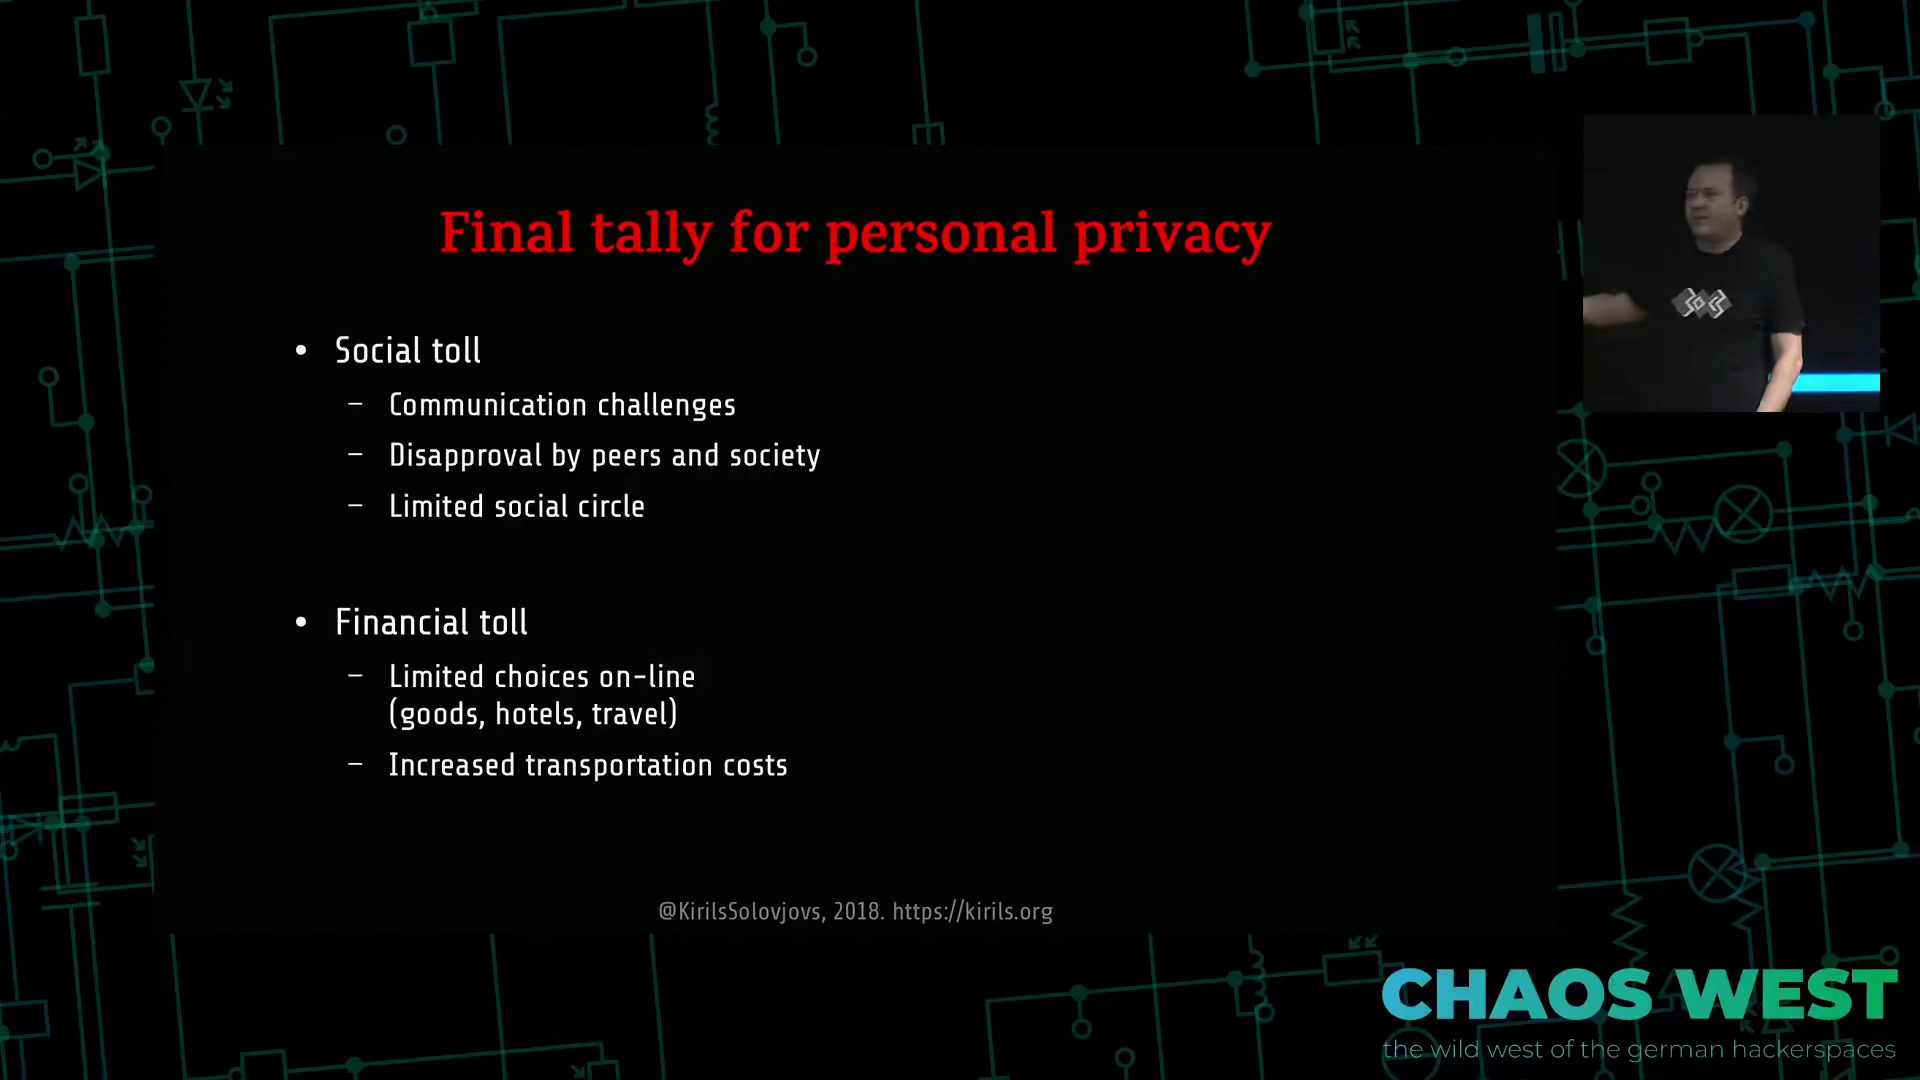 Final tally for personal privacy
• Social toll
– Communication challenges
– Disapproval by peers and society
– Limited social circle
• Financial toll
– Limited choices on-line
(goods, hotels, travel)
– Increased transportation costs
@KirilsSolovjovs, 2018. https://kirils.org
CHAOS WEST
the wild west of the german hackerspaces